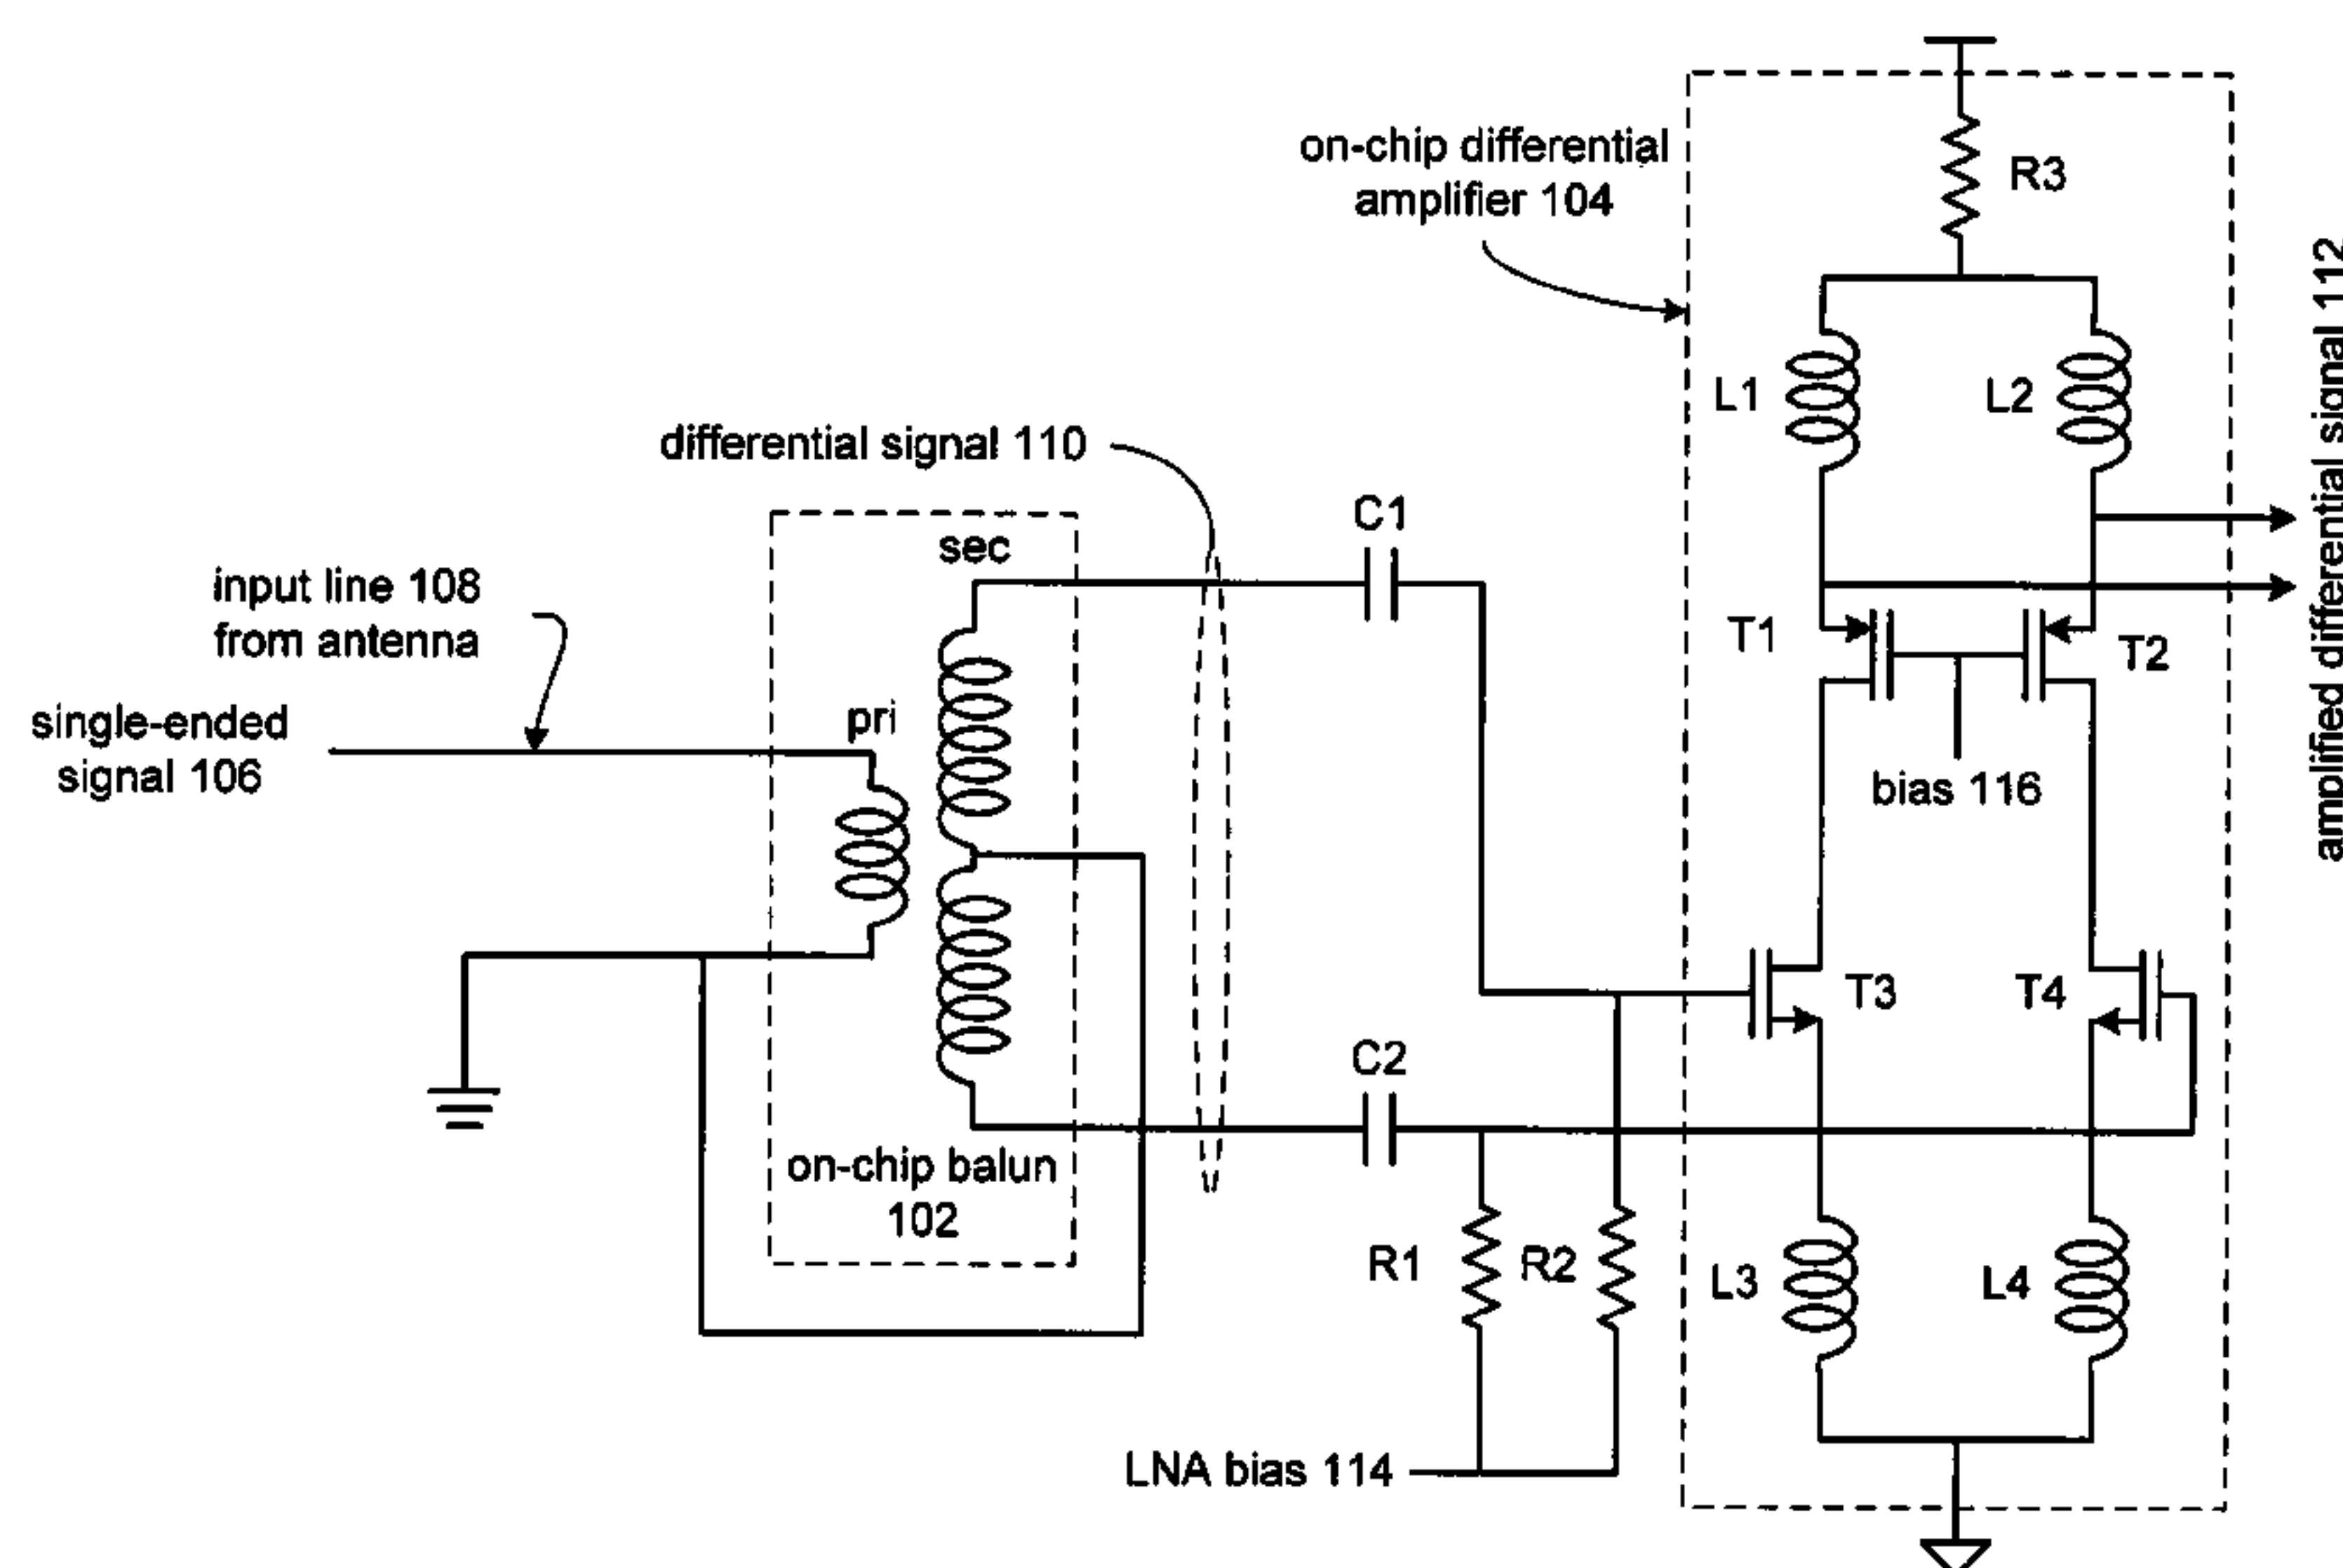 on-chip differential
amplifier 104
R3
L1
L2
amplified differential signal 112
differential signal 110
C1
sec
input line 108
from antenna
T1
T2
pri
single-ended
signal 106
bias 116
T3
T4
C2
on-chip balun
102
R1
R2
L3
L4
LNA bias 114